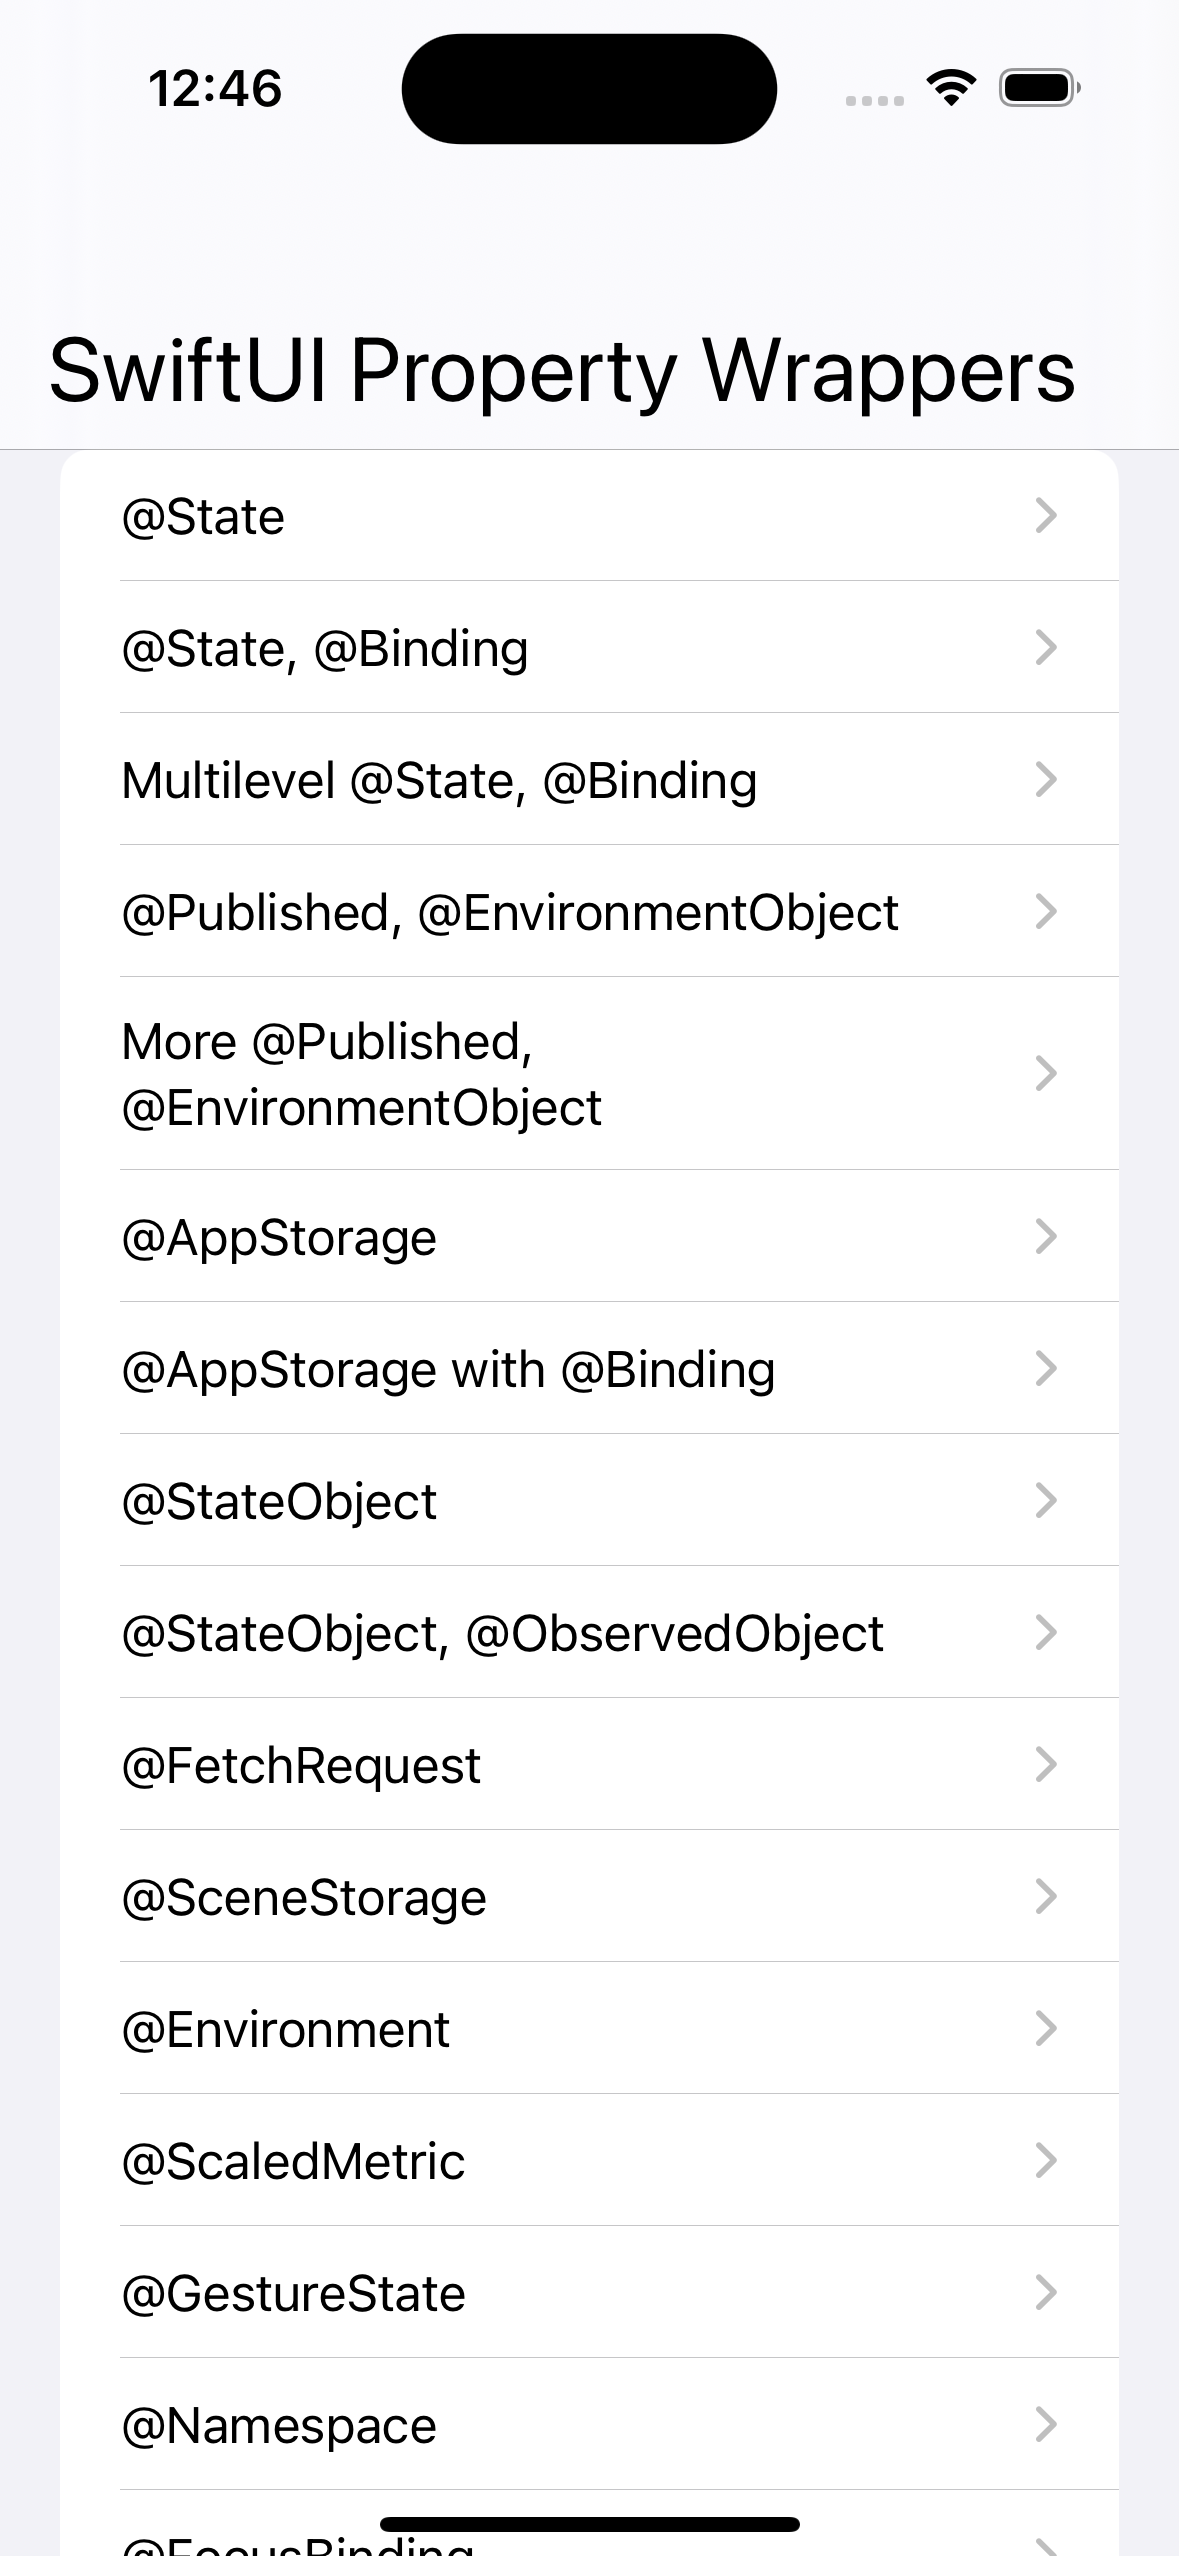 12:46
SwiftUI Property Wrappers
@State
@State, @Binding
Multilevel @State, @Binding
@Published, @EnvironmentObject
More @Published,
@EnvironmentObject
@AppStorage
@AppStorage with @Binding
@StateObject
@StateObject, @ObservedObject
@FetchRequest
@SceneStorage
@Environment
@ScaledMetric
@GestureState
@Namespace
@FocusBinding